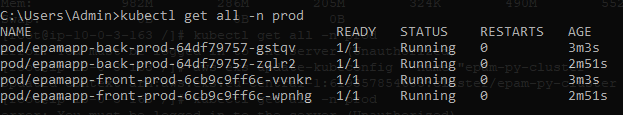 C:\Users\Admin>kubectl get all -n prod
NAME READY STATUS RESTARTS AGE
pod/epamapp-back-prod-64df79757-gstqv 1/1 Running 0 3m3s
pod/epamapp-back-prod-64df79757-zqlr2 1/1 Running 0 2m51s
pod/epamapp-front-prod-6cb9c9ff6c-vvnkr 1/1 Running 0 3m3s
pod/epamapp-front-prod-6cb9c9ff6c-wpnhg 1/1 Running 0 2m51s